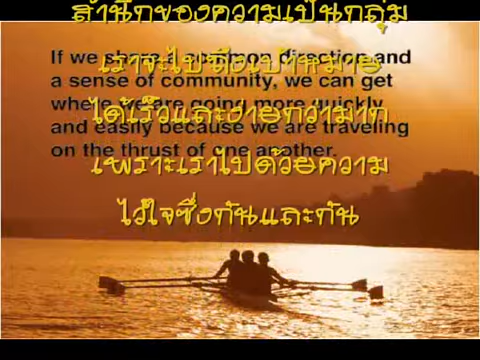 สำนึกของความเป็นกลุ่ม
If we share a common direction and
เราจะไปถึงเป้าหมาย
a sense of community, we can get
where we are going more quickly
ได้เร็วและง่ายกว่ามาก
and easily because we are traveling
on the thrust of one another.
เพราะเราไปด้วยความ
ไว้ใจซึ่งกันและกัน